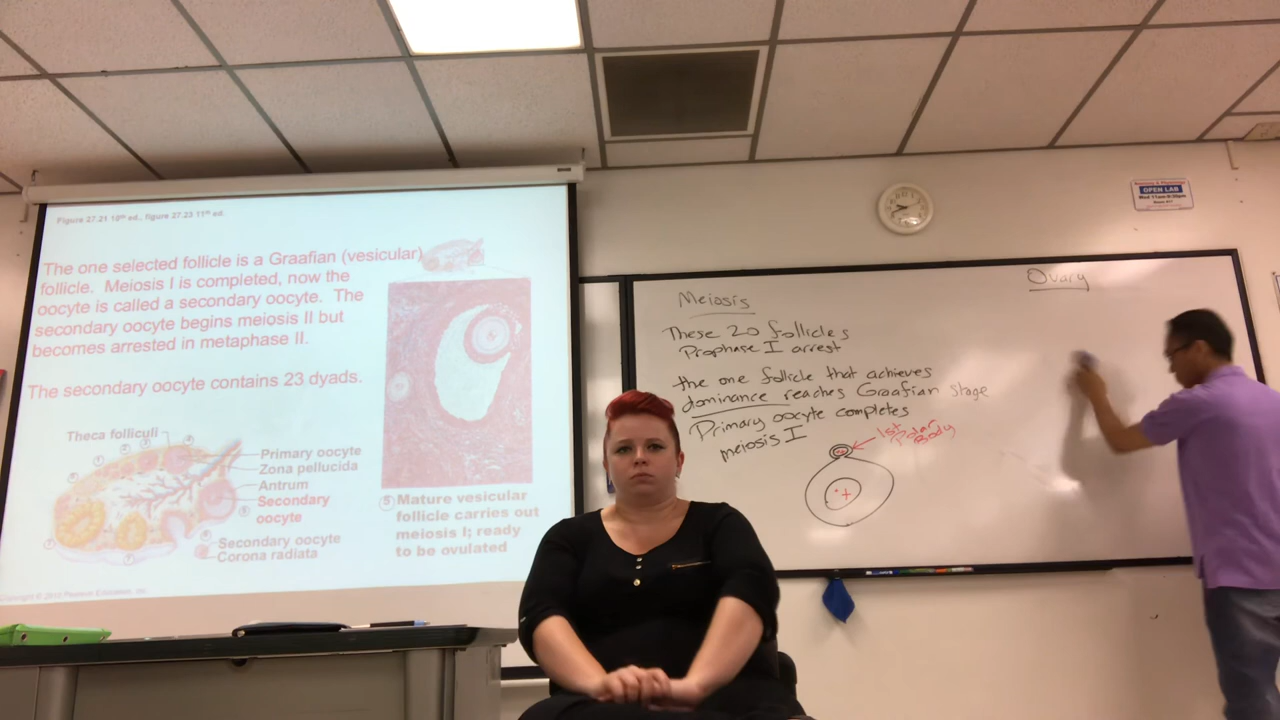 Figure 27.21 10th ed., figure 27.23 11th ed.
The one selected follicle is a Graafian (vesicular)
follicle. Meiosis I is completed, now the
oocyte is called a secondary oocyte. The
secondary oocyte begins meiosis II but
becomes arrested in metaphase II.
The secondary oocyte contains 23 dyads.
Theca folliculi
Primary oocyte
Zona pellucida
Antrum
Secondary
oocyte
Secondary oocyte
Corona radiata
5 Mature vesicular
follicle carries out
meiosis I; ready
to be ovulated
Meiosis
These 20 follicles
Prophase I arrest
the one follicle that achieves
dominance reaches Graafian stage
Primary oocyte completes
meiosis I
1st Polar
Body
Ovary
OPEN LAB